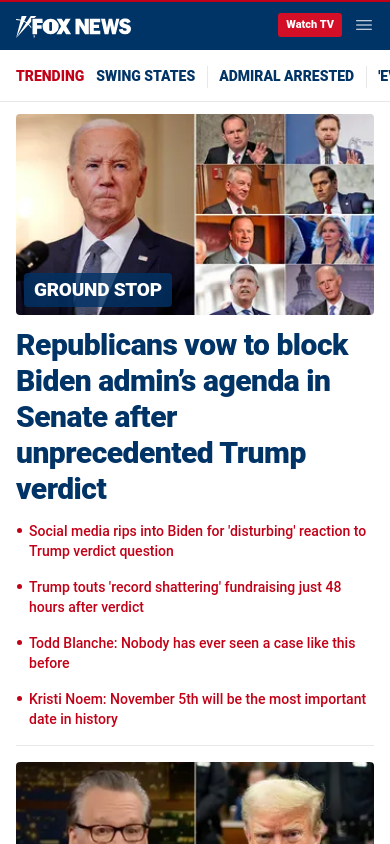 FOX NEWS
Watch TV
TRENDING SWING STATES ADMIRAL ARRESTED
GROUND STOP
Republicans vow to block
Biden admin’s agenda in
Senate after
unprecedented Trump
verdict
• Social media rips into Biden for 'disturbing' reaction to
Trump verdict question
• Trump touts 'record shattering' fundraising just 48
hours after verdict
• Todd Blanche: Nobody has ever seen a case like this
before
• Kristi Noem: November 5th will be the most important
date in history